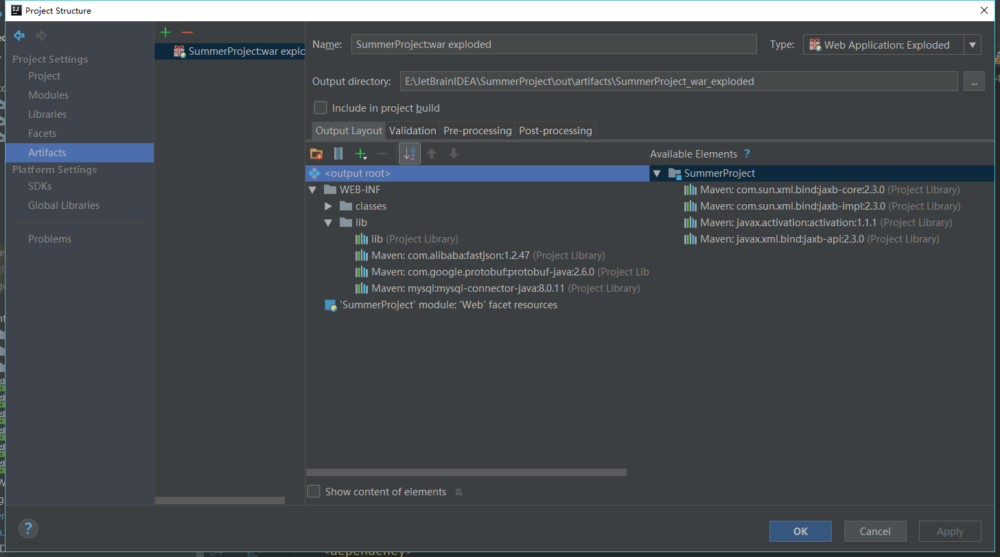 Project Structure
Project Settings
Project
Modules
Libraries
Facets
Artifacts
Platform Settings
SDKs
Global Libraries
Problems
SummerProject:war explo
Name: SummerProject:war exploded
Type: Web Application: Exploded
Output directory: E:\JetBrainIDEA\SummerProject\out\artifacts\SummerProject_war_exploded
...
Include in project build
Output Layout Validation Pre-processing Post-processing
<output root>
WEB-INF
classes
lib
lib (Project Library)
Maven: com.alibaba:fastjson:1.2.47 (Project Library)
Maven: com.google.protobuf:protobuf-java:2.6.0 (Project Lib
Maven: mysql:mysql-connector-java:8.0.11 (Project Library)
'SummerProject' module: 'Web' facet resources
Available Elements ?
SummerProject
Maven: com.sun.xml.bind:jaxb-core:2.3.0 (Project Library)
Maven: com.sun.xml.bind:jaxb-impl:2.3.0 (Project Library)
Maven: javax.activation:activation:1.1.1 (Project Library)
Maven: javax.xml.bind:jaxb-api:2.3.0 (Project Library)
Show content of elements
?
OK Cancel Apply
<dependency>